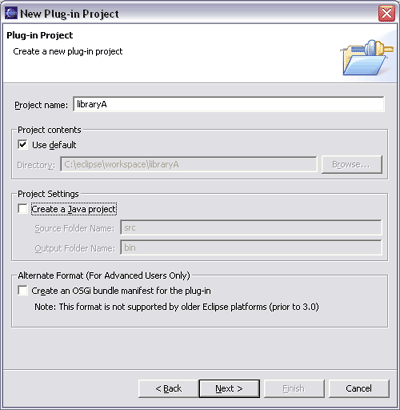 New Plug-in Project
Plug-in Project
Create a new plug-in project
Project name: libraryA
Project contents
Use default
Directory: C:\eclipse\workspace\libraryA Browse...
Project Settings
Create a Java project
Source Folder Name: src
Output Folder Name: bin
Alternate Format (For Advanced Users Only)
Create an OSGi bundle manifest for the plug-in
Note: This format is not supported by older Eclipse platforms (prior to 3.0)
< Back Next > Finish Cancel